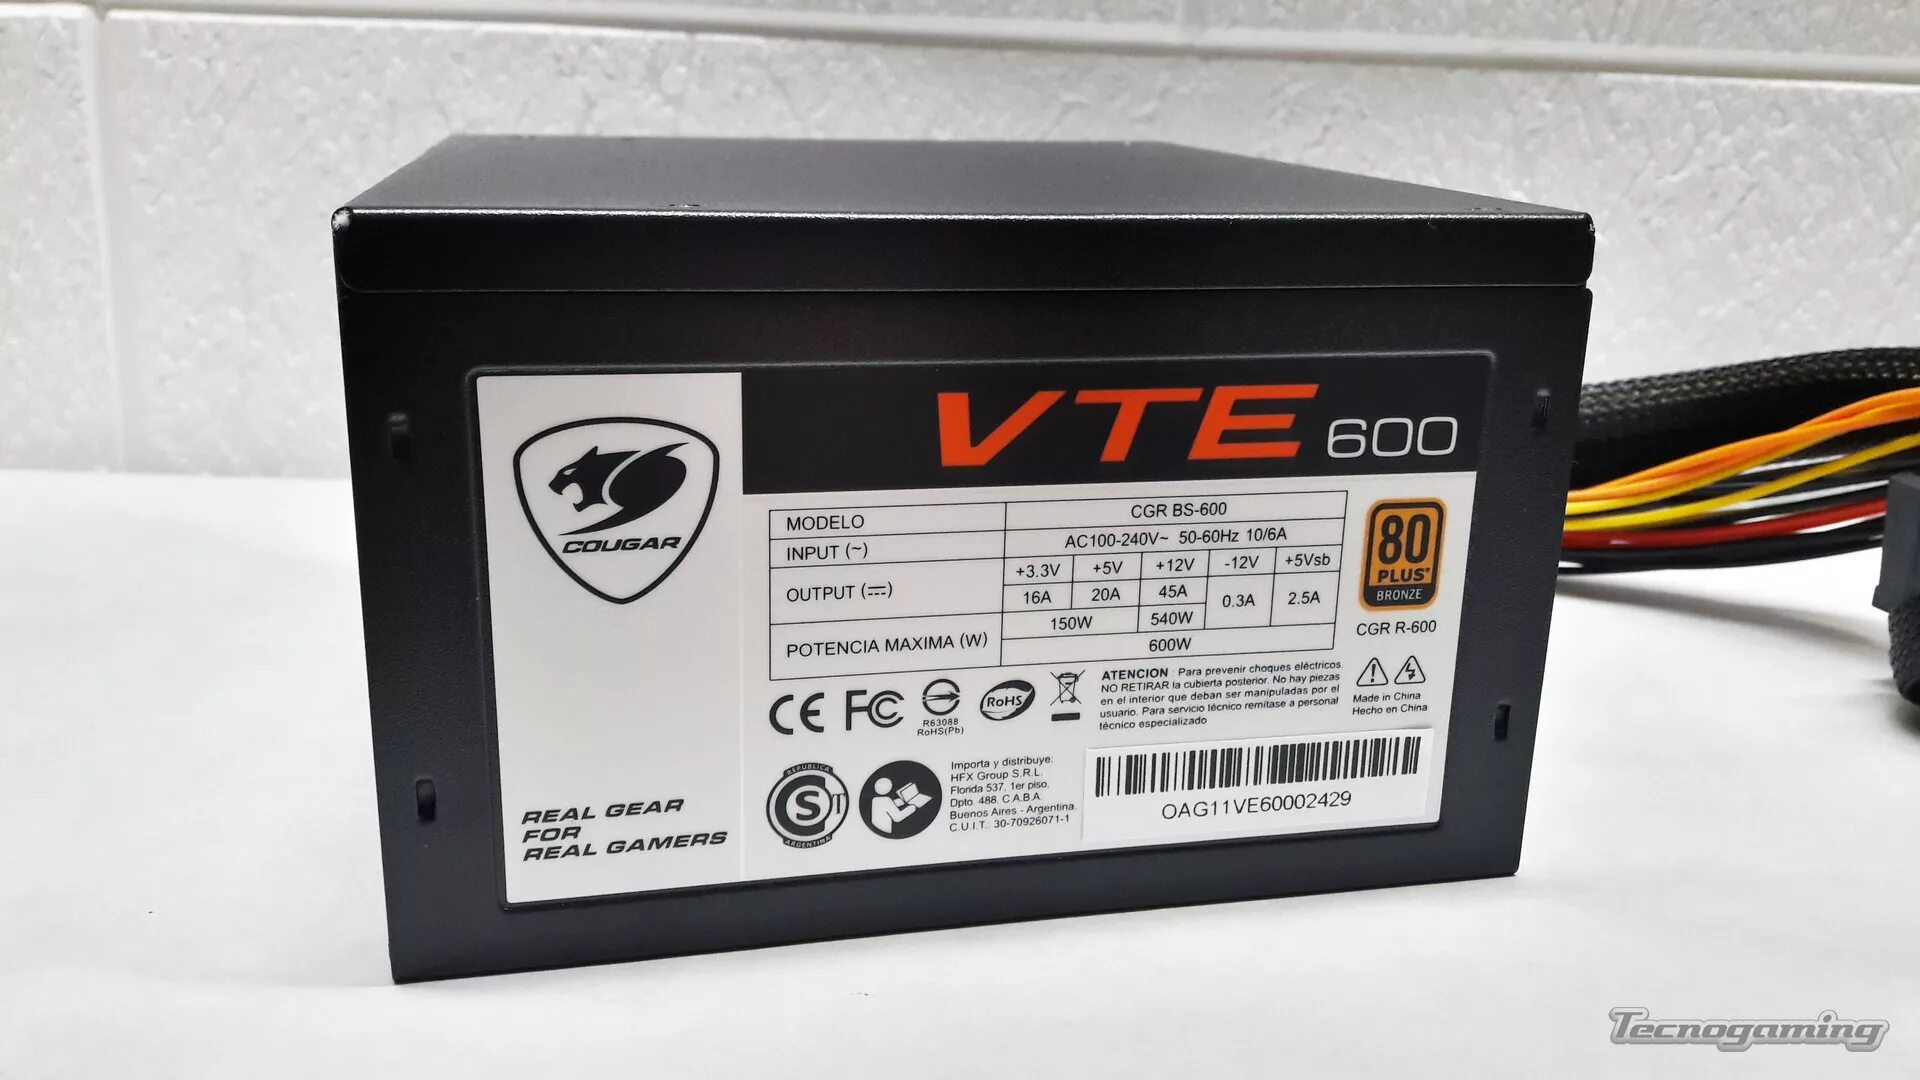 VTE 600
COUGAR
REAL GEAR
FOR
REAL GAMERS
MODELO CGR BS-600
INPUT (~) AC100-240V~ 50-60Hz 10/6A
OUTPUT (⎓) +3.3V +5V +12V -12V +5Vsb
16A 20A 45A 0.3A 2.5A
150W 540W
POTENCIA MAXIMA (W) 600W
80
PLUS®
BRONZE
CGR R-600
CE FC
R63088
RoHS(Pb)
RoHS
ATENCION : Para prevenir choques eléctricos.
NO RETIRAR la cubierta posterior. No hay piezas
en el interior que deban ser manipuladas por el
usuario. Para servicio técnico remítase a personal
técnico especializado
Made in China
Hecho en China
REPUBLICA
S
ARGENTINA
Importa y distribuye:
HFX Group S.R.L.
Florida 537, 1er piso,
Dpto. 488. C.A.B.A.
Buenos Aires - Argentina.
C.U.I.T.: 30-70926071-1
OAG11VE60002429
Tecnogaming